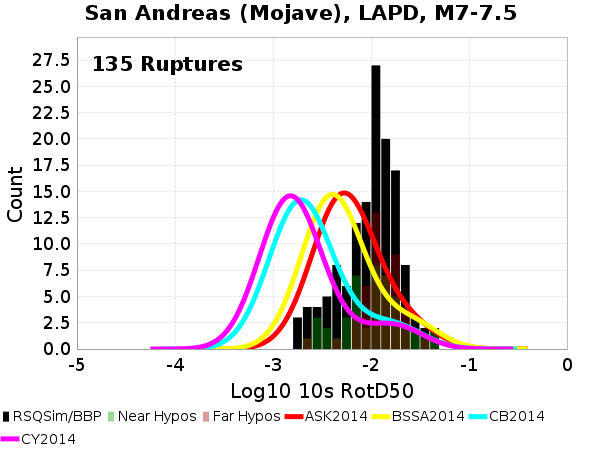 San Andreas (Mojave), LAPD, M7-7.5
135 Ruptures
Count
27.5
25.0
22.5
20.0
17.5
15.0
12.5
10.0
7.5
5.0
2.5
0.0
-5 -4 -3 -2 -1 0
Log10 10s RotD50
RSQSim/BBP Near Hypos Far Hypos ASK2014 BSSA2014 CB2014
CY2014